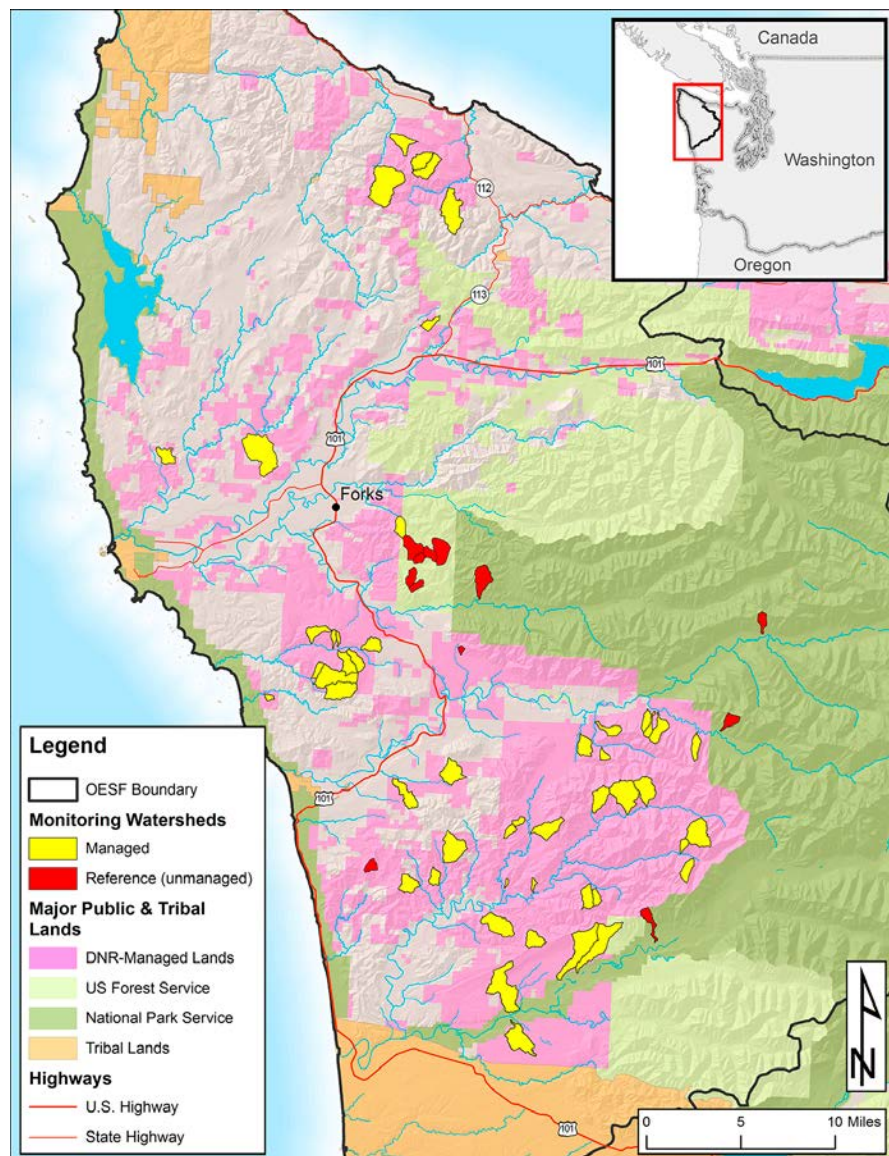 Canada
Washington
Oregon
112
113
101
101
Forks
101
101
Legend
OESF Boundary
Monitoring Watersheds
Managed
Reference (unmanaged)
Major Public & Tribal
Lands
DNR-Managed Lands
US Forest Service
National Park Service
Tribal Lands
Highways
U.S. Highway
State Highway
N
0 5 10 Miles